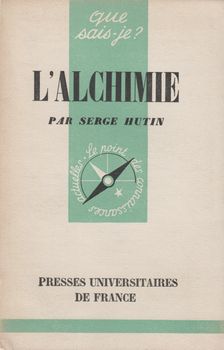 que
sais-je?
L'ALCHIMIE
PAR SERGE HUTIN
Le point des connaissances actuelles
PRESSES UNIVERSITAIRES
DE FRANCE